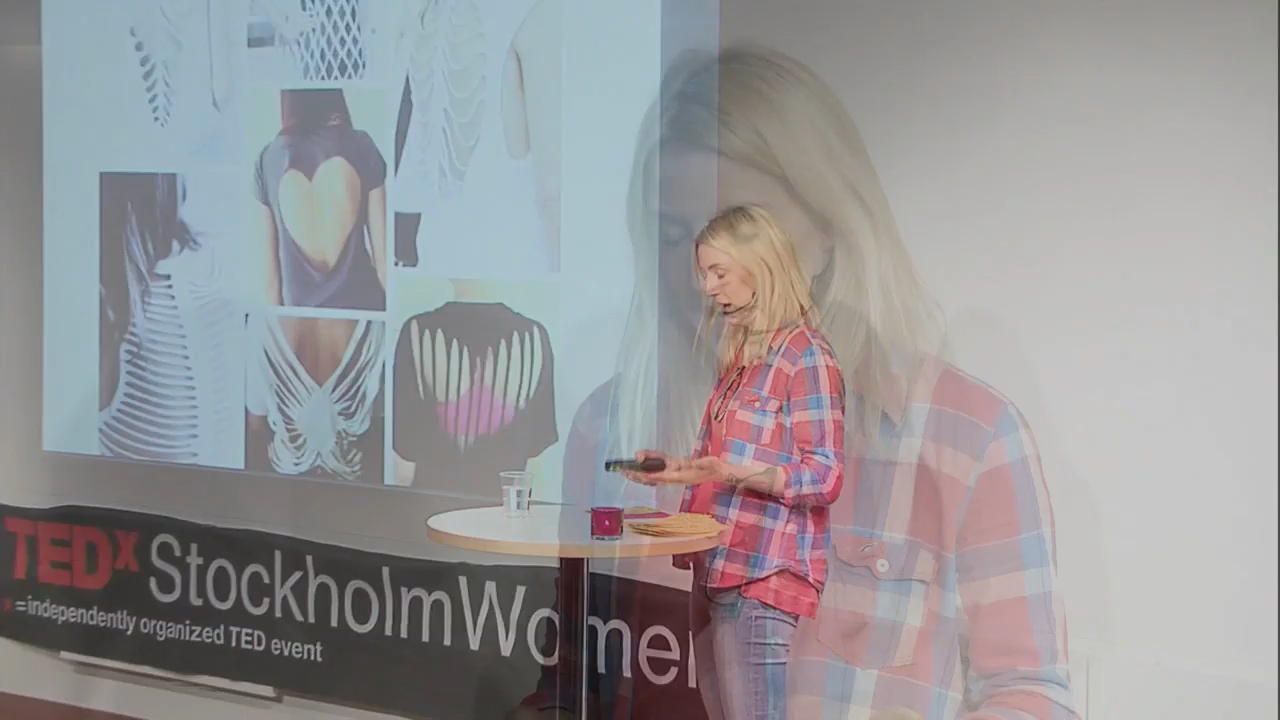 TEDx StockholmWomen
x = independently organized TED event